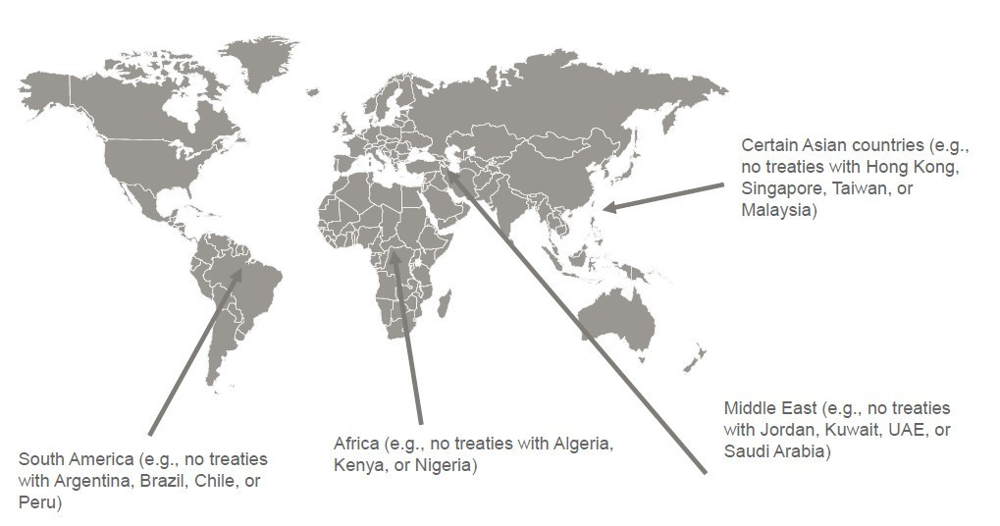 Certain Asian countries (e.g.,
no treaties with Hong Kong,
Singapore, Taiwan, or
Malaysia)
Middle East (e.g., no treaties
with Jordan, Kuwait, UAE, or
Saudi Arabia)
Africa (e.g., no treaties with Algeria,
Kenya, or Nigeria)
South America (e.g., no treaties
with Argentina, Brazil, Chile, or
Peru)